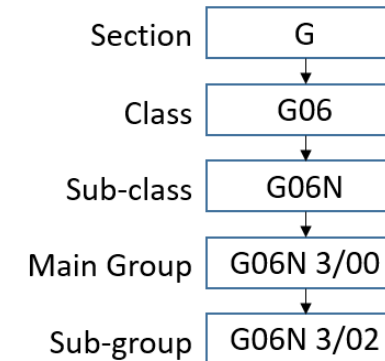 Section G
Class G06
Sub-class G06N
Main Group G06N 3/00
Sub-group G06N 3/02